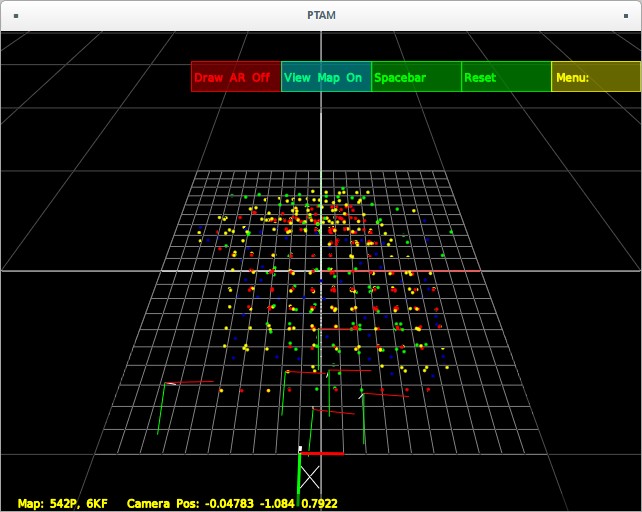 PTAM
Draw AR Off View Map On Spacebar Reset Menu:
Map: 542P, 6KF Camera Pos: -0.04783 -1.084 0.7922